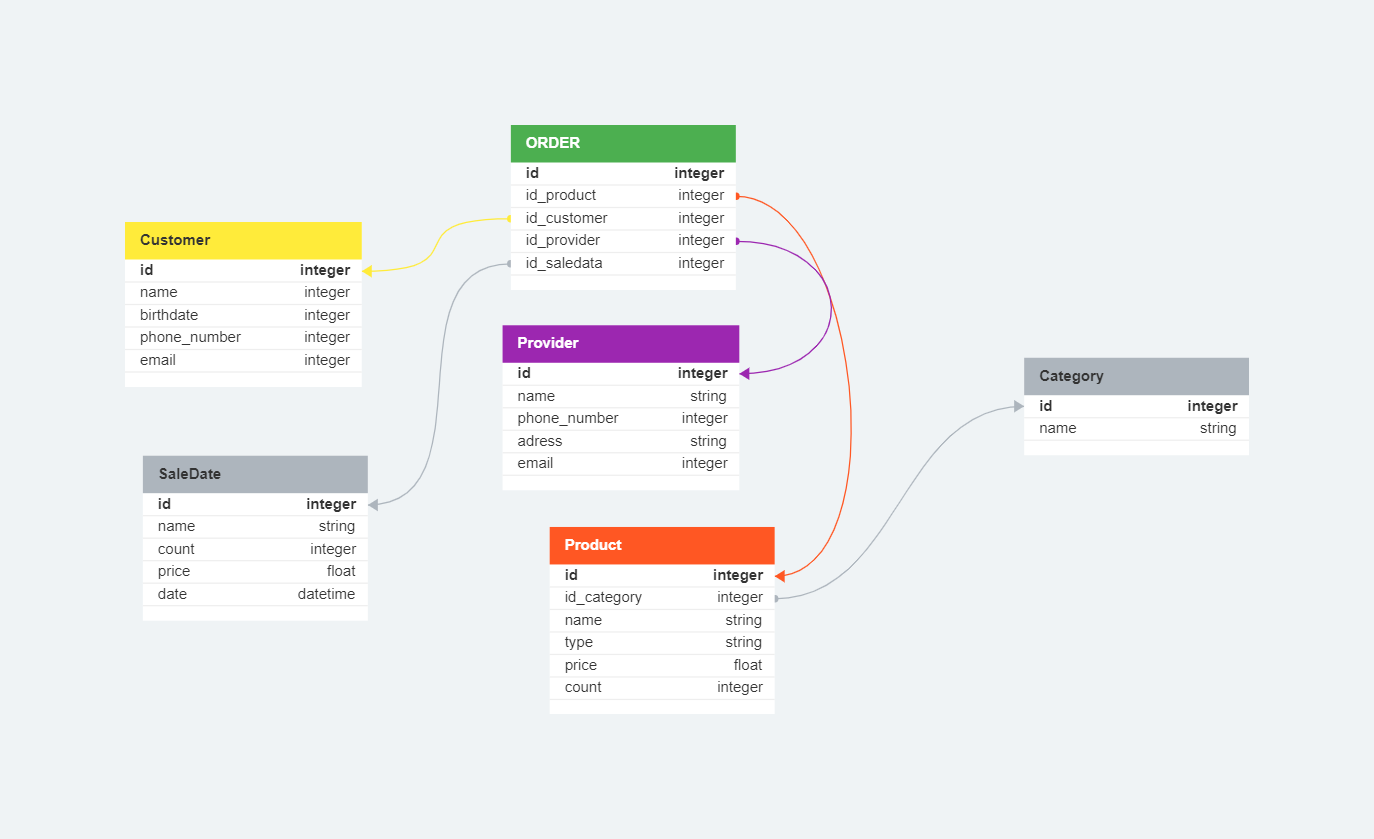 ORDER
id integer
id_product integer
id_customer integer
id_provider integer
id_saledata integer
Customer
id integer
name integer
birthdate integer
phone_number integer
email integer
Provider
id integer
name string
phone_number integer
adress string
email integer
Category
id integer
name string
SaleDate
id integer
name string
count integer
price float
date datetime
Product
id integer
id_category integer
name string
type string
price float
count integer